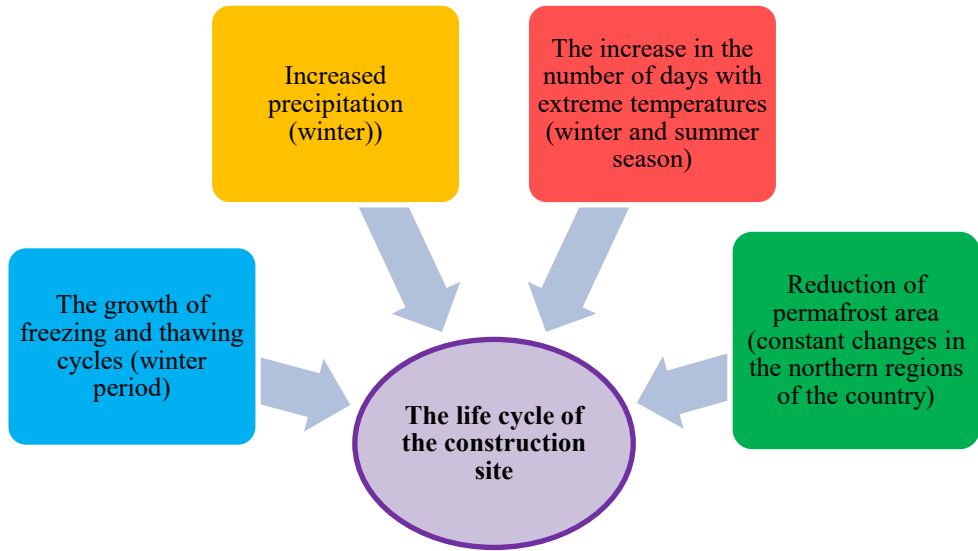 Increased
precipitation
(winter))
The increase in the
number of days with
extreme temperatures
(winter and summer
season)
The growth of
freezing and thawing
cycles (winter
period)
Reduction of
permafrost area
(constant changes in
the northern regions
of the country)
The life cycle of
the construction
site